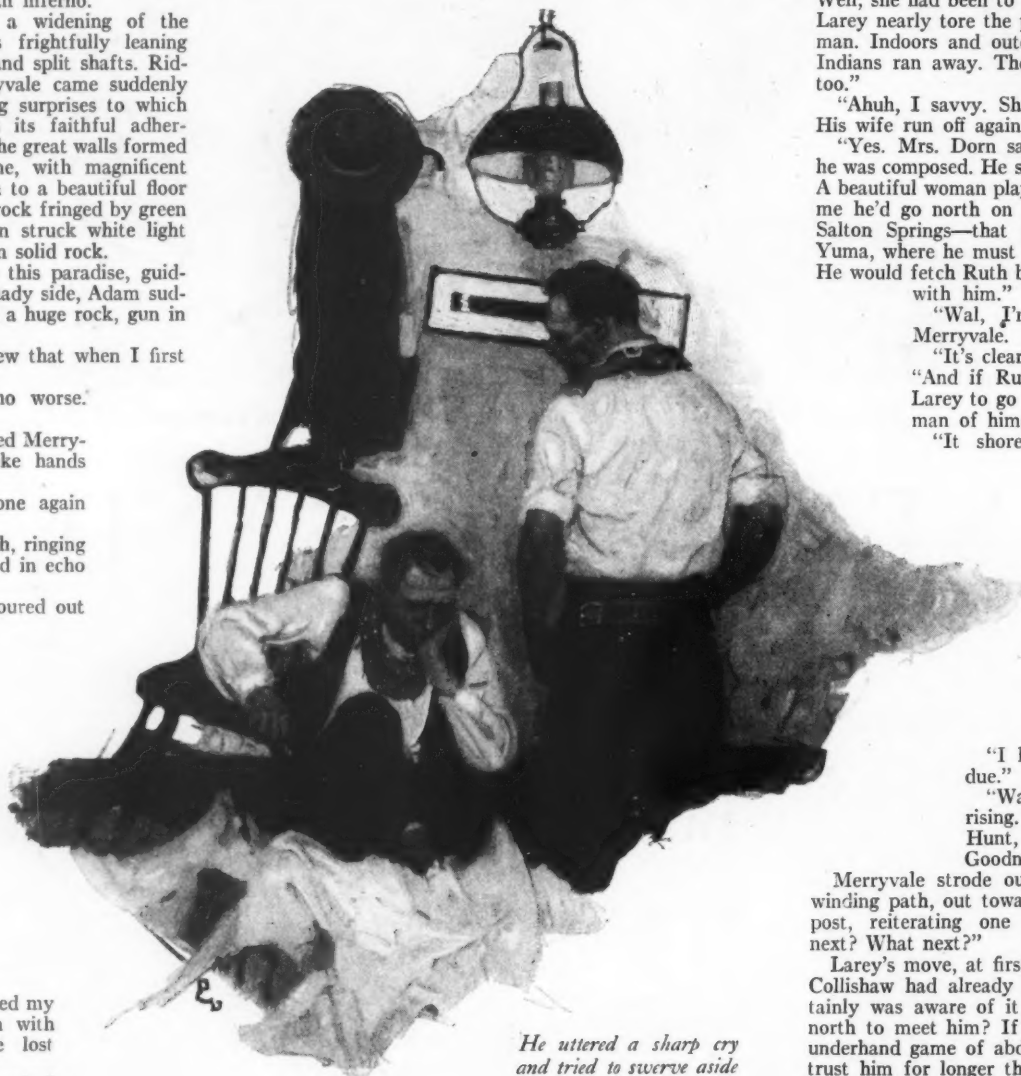 an inferno.
a widening of the
frightfully leaning
and split shafts. Rid-
yvale came suddenly
g surprises to which
its faithful adher-
he great walls formed
ne, with magnificent
to a beautiful floor
rock fringed by green
n struck white light
n solid rock.
this paradise, guid-
ady side, Adam sud-
a huge rock, gun in
ew that when I first
no worse.
ed Merry-
ke hands
one again
h, ringing
d in echo
oured out
ed my
with
lost
He uttered a sharp cry
and tried to swerve aside
Well, she had been to
Larey nearly tore the
man. Indoors and out
Indians ran away. The
too."
"Ahuh, I savvy. Sh
His wife run off again
"Yes. Mrs. Dorn sa
he was composed. He s
A beautiful woman pla
me he'd go north on
Salton Springs—that
Yuma, where he must
He would fetch Ruth b
with him."
"Wal, I'm
Merryvale.
"It's clear
"And if Ru
Larey to go
man of him
"It shore
"I
due."
"Wa
rising.
Hunt,
Goodn
Merryvale strode ou
winding path, out towa
post, reiterating one
next? What next?"
Larey's move, at firs
Collishaw had already
tainly was aware of it
north to meet him? If
underhand game of abo
trust him for longer th